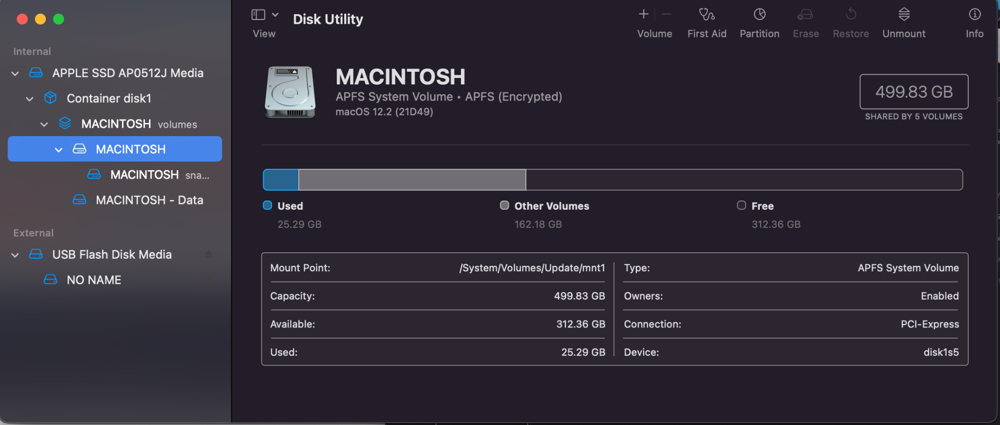 Disk Utility
View
Volume
First Aid
Partition
Erase
Restore
Unmount
Info
Internal
APPLE SSD AP0512J Media
Container disk1
MACINTOSH volumes
MACINTOSH
MACINTOSH sna...
MACINTOSH - Data
External
USB Flash Disk Media
NO NAME
MACINTOSH
APFS System Volume • APFS (Encrypted)
macOS 12.2 (21D49)
499.83 GB
SHARED BY 5 VOLUMES
Used
25.29 GB
Other Volumes
162.18 GB
Free
312.36 GB
Mount Point: /System/Volumes/Update/mnt1
Capacity: 499.83 GB
Available: 312.36 GB
Used: 25.29 GB
Type: APFS System Volume
Owners: Enabled
Connection: PCI-Express
Device: disk1s5